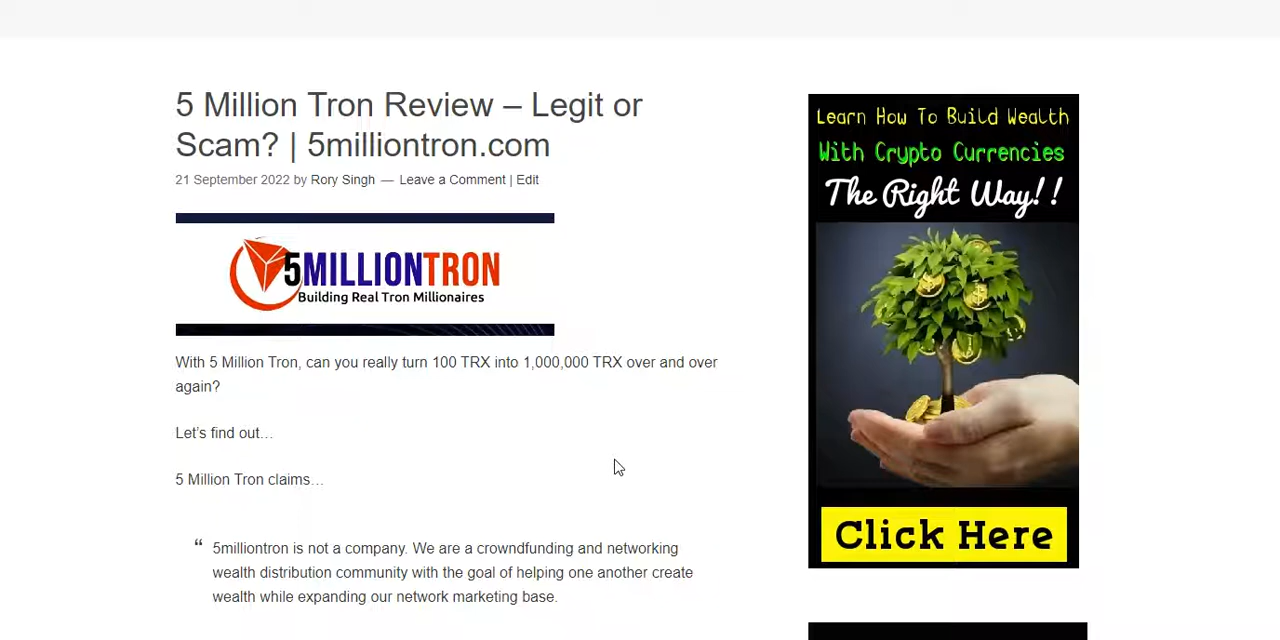 5 Million Tron Review – Legit or
Scam? | 5milliontron.com
21 September 2022 by Rory Singh — Leave a Comment | Edit
5MILLIONTRON
Building Real Tron Millionaires
With 5 Million Tron, can you really turn 100 TRX into 1,000,000 TRX over and over
again?
Let's find out…
5 Million Tron claims…
“ 5milliontron is not a company. We are a crowndfunding and networking
wealth distribution community with the goal of helping one another create
wealth while expanding our network marketing base.
Learn How To Build Wealth
With Crypto Currencies
The Right Way!!
Click Here